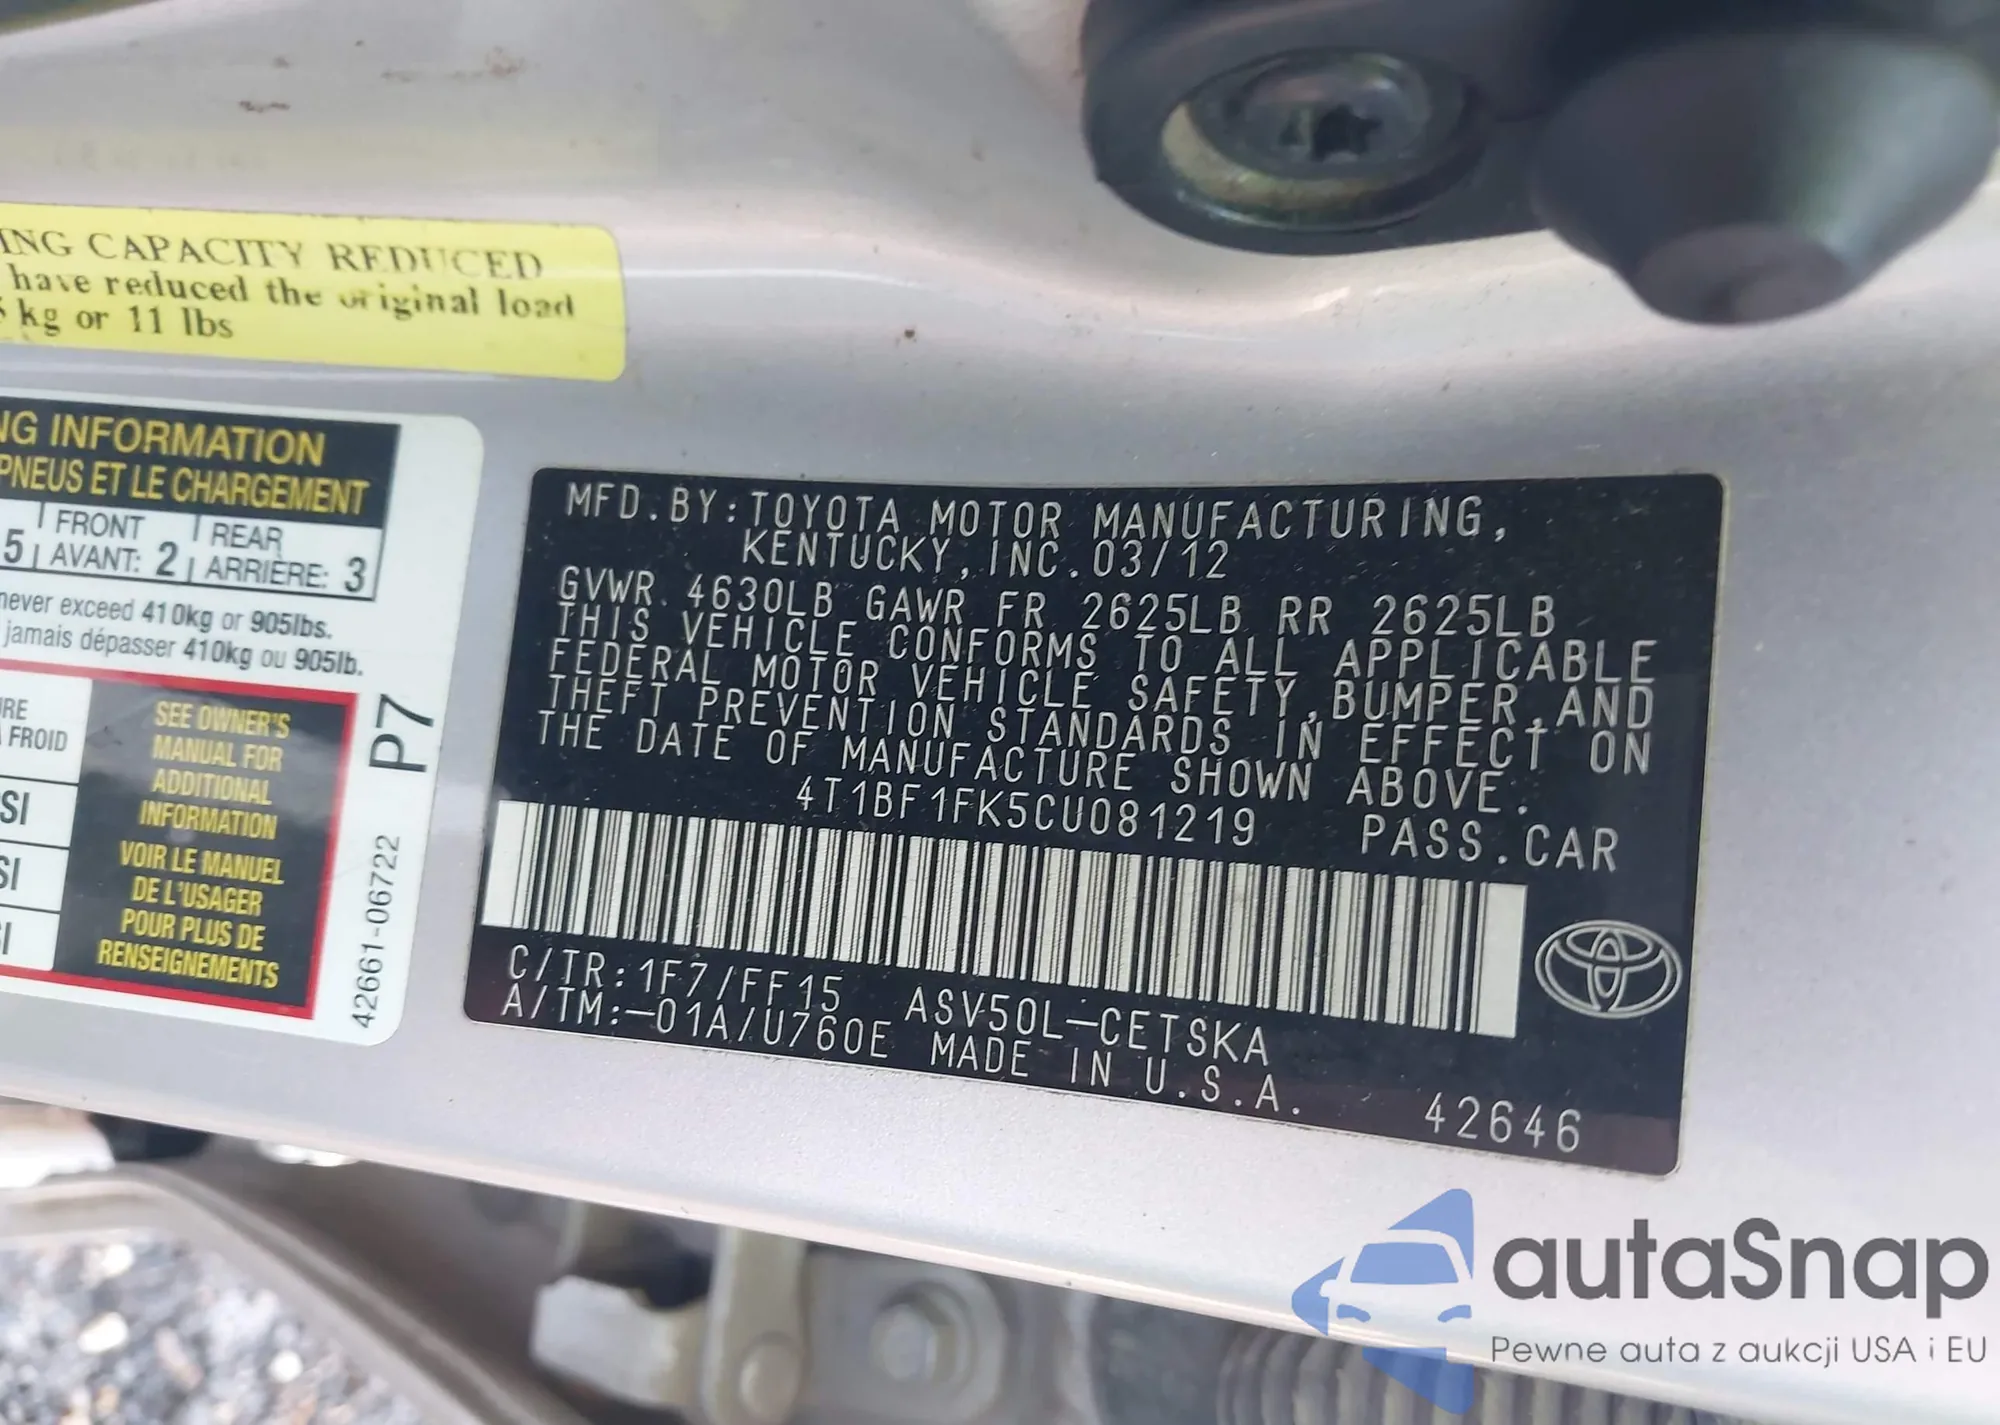 ING CAPACITY REDUCED
have reduced the original load
kg or 11 lbs
NG INFORMATION
PNEUS ET LE CHARGEMENT
5 FRONT AVANT: 2 REAR ARRIÈRE: 3
never exceed 410kg or 905lbs.
jamais dépasser 410kg ou 905lb.
FROID
SI
SI
SEE OWNER'S
MANUAL FOR
ADDITIONAL
INFORMATION
VOIR LE MANUEL
DE L'USAGER
POUR PLUS DE
RENSEIGNEMENTS
P7
42661-06722
MFD.BY:TOYOTA MOTOR MANUFACTURING,
KENTUCKY,INC.03/12
GVWR 4630LB GAWR FR 2625LB RR 2625LB
THIS VEHICLE CONFORMS TO ALL APPLICABLE
FEDERAL MOTOR VEHICLE SAFETY,BUMPER,AND
THEFT PREVENTION STANDARDS IN EFFECT ON
THE DATE OF MANUFACTURE SHOWN ABOVE.
4T1BF1FK5CU081219 PASS.CAR
C/TR:1F7/FF15 ASV50L-CETSKA
A/TM:-01A/U760E MADE IN U.S.A.
42646
autaSnap
Pewne auta z aukcji USA i EU